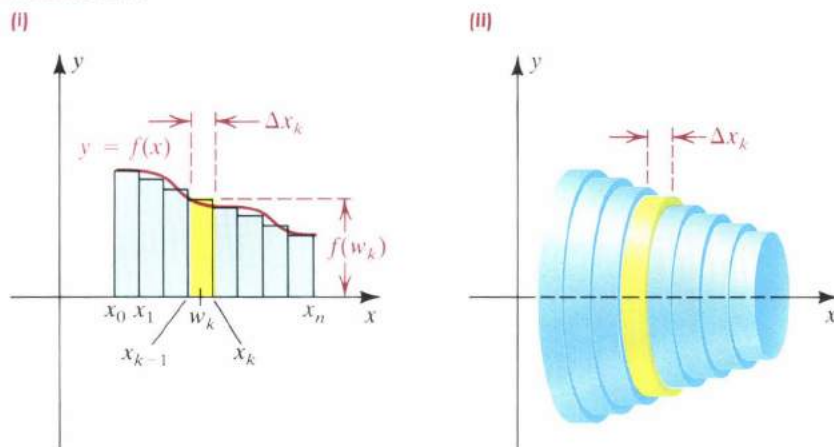 (i)
y
Δx_k
y = f(x)
f(w_k)
x_0 x_1 w_k x_n x
x_{k-1} x_k
(ii)
y
Δx_k
x